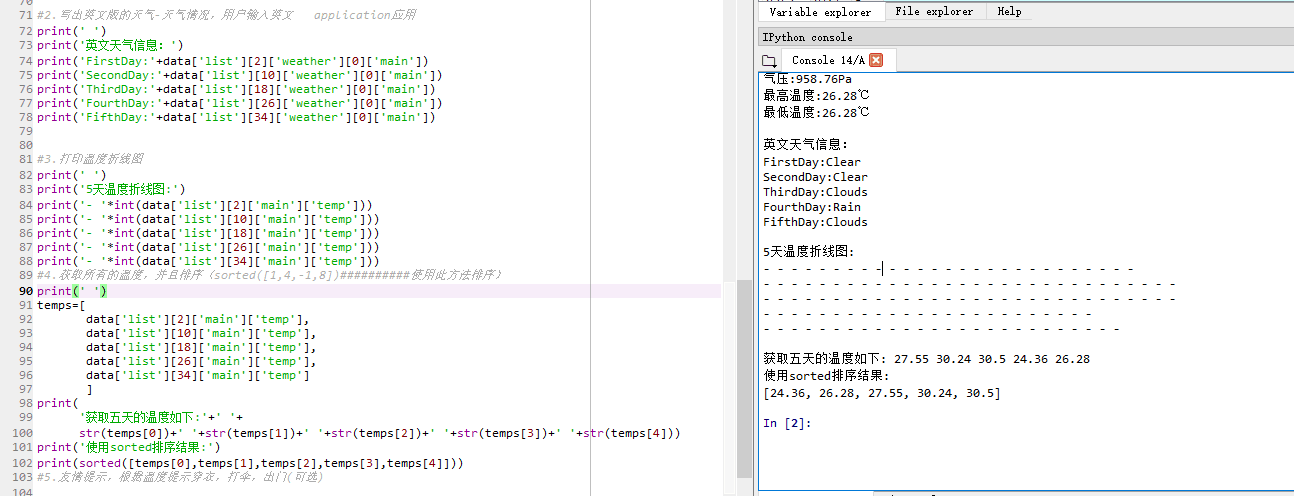 70
71 #2.写出英文版的天气-天气情况，用户输入英文   application应用
72 print(' ')
73 print('英文天气信息: ')
74 print('FirstDay:'+data['list'][2]['weather'][0]['main'])
75 print('SecondDay:'+data['list'][10]['weather'][0]['main'])
76 print('ThirdDay:'+data['list'][18]['weather'][0]['main'])
77 print('FourthDay:'+data['list'][26]['weather'][0]['main'])
78 print('FifthDay:'+data['list'][34]['weather'][0]['main'])
79
80
81 #3.打印温度折线图
82 print(' ')
83 print('5天温度折线图:')
84 print('- '*int(data['list'][2]['main']['temp']))
85 print('- '*int(data['list'][10]['main']['temp']))
86 print('- '*int(data['list'][18]['main']['temp']))
87 print('- '*int(data['list'][26]['main']['temp']))
88 print('- '*int(data['list'][34]['main']['temp']))
89 #4.获取所有的温度，并且排序（sorted([1,4,-1,8])##########使用此方法排序）
90 print(' ')
91 temps=[
92 data['list'][2]['main']['temp'],
93 data['list'][10]['main']['temp'],
94 data['list'][18]['main']['temp'],
95 data['list'][26]['main']['temp'],
96 data['list'][34]['main']['temp']
97 ]
98 print(
99 '获取五天的温度如下:'+' '+
100 str(temps[0])+' '+str(temps[1])+' '+str(temps[2])+' '+str(temps[3])+' '+str(temps[4]))
101 print('使用sorted排序结果:')
102 print(sorted([temps[0],temps[1],temps[2],temps[3],temps[4]]))
103 #5.友情提示，根据温度提示穿衣，打伞，出门(可选)
104
Variable explorer File explorer Help
IPython console
Console 14/A
气压:958.76Pa
最高温度:26.28℃
最低温度:26.28℃
英文天气信息:
FirstDay:Clear
SecondDay:Clear
ThirdDay:Clouds
FourthDay:Rain
FifthDay:Clouds
5天温度折线图:
- - - - - - - - - - - - - - - - - - - - - - - - - - -
- - - - - - - - - - - - - - - - - - - - - - - - - - - - - -
- - - - - - - - - - - - - - - - - - - - - - - - - - - - - -
- - - - - - - - - - - - - - - - - - - - - - - -
- - - - - - - - - - - - - - - - - - - - - - - - - -
获取五天的温度如下: 27.55 30.24 30.5 24.36 26.28
使用sorted排序结果:
[24.36, 26.28, 27.55, 30.24, 30.5]
In [2]: